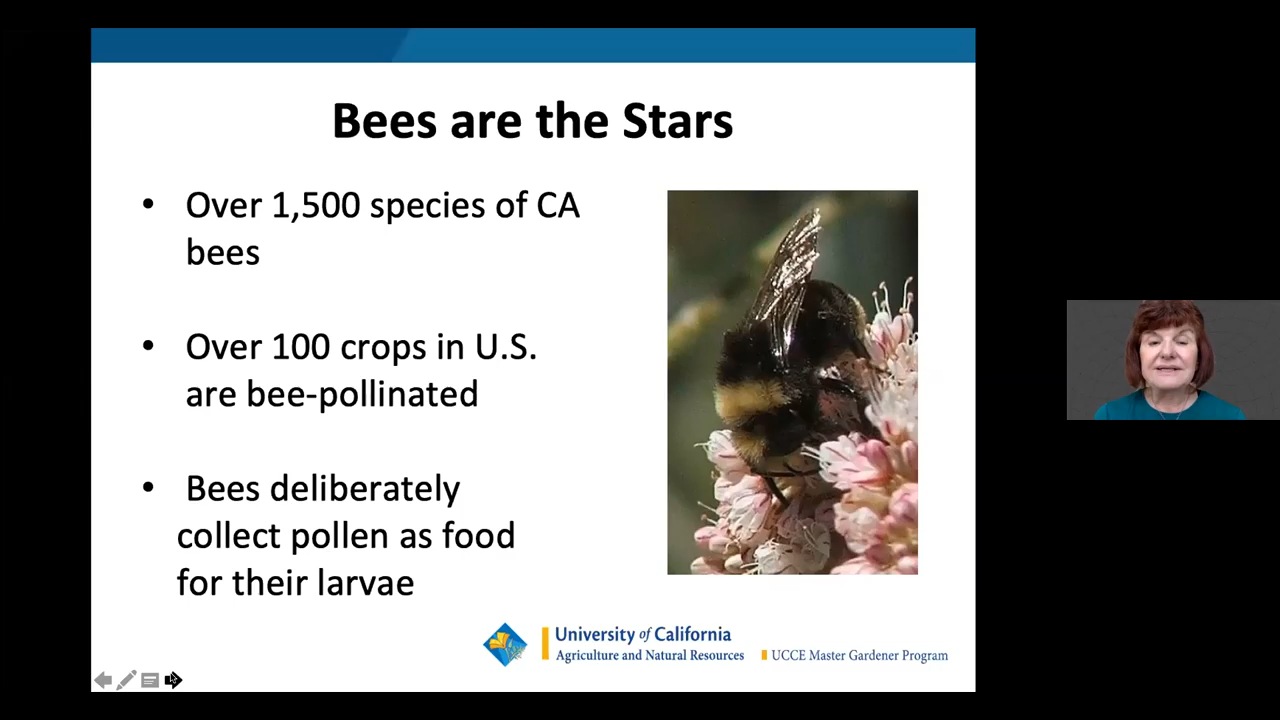 Bees are the Stars
• Over 1,500 species of CA
bees
• Over 100 crops in U.S.
are bee-pollinated
• Bees deliberately
collect pollen as food
for their larvae
University of California
Agriculture and Natural Resources
UCCE Master Gardener Program